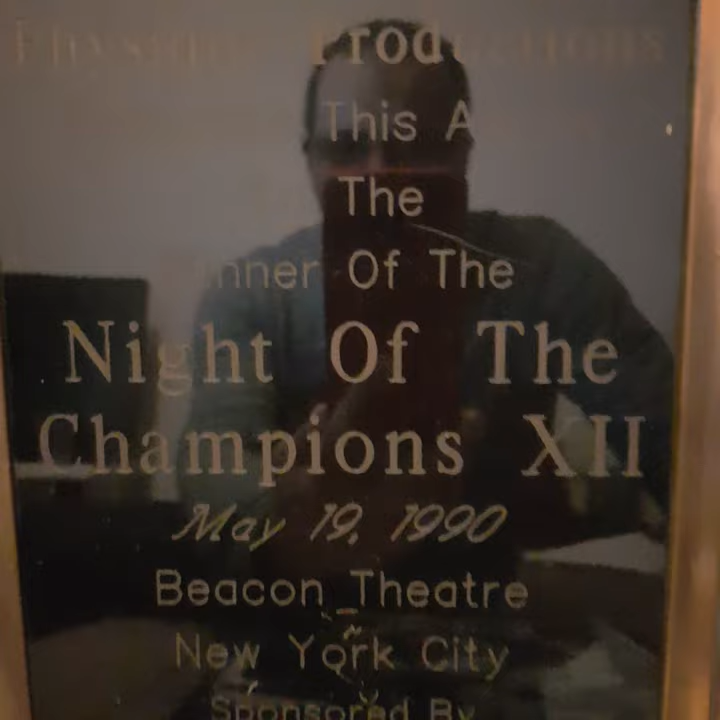 Productions
This A
The
Winner Of The
Night Of The
Champions XII
May 19, 1990
Beacon Theatre
New York City
Sponsored By